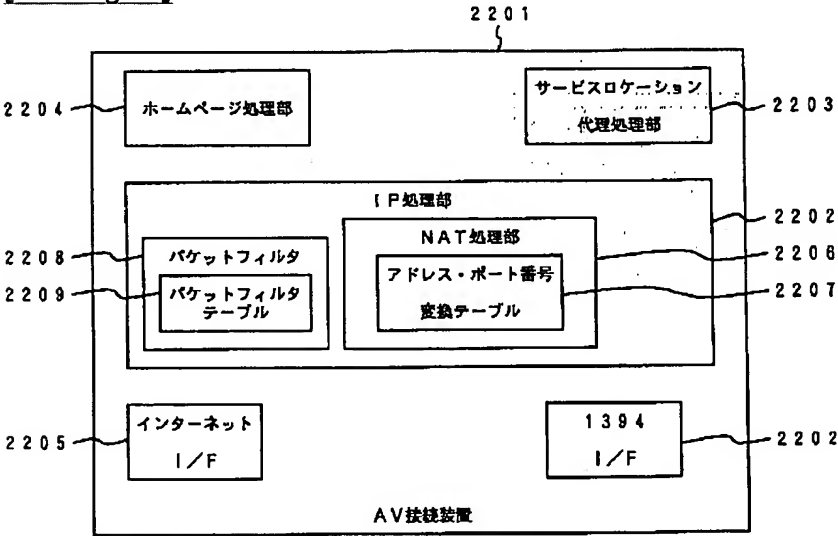 2201
2204
ホームページ処理部
サービスロケーション
代理処理部
2203
IP処理部
2202
2208
パケットフィルタ
2209
パケットフィルタ
テーブル
NAT処理部
2206
アドレス・ポート番号
変換テーブル
2207
2205
インターネット
I/F
1394
I/F
2202
AV接続装置